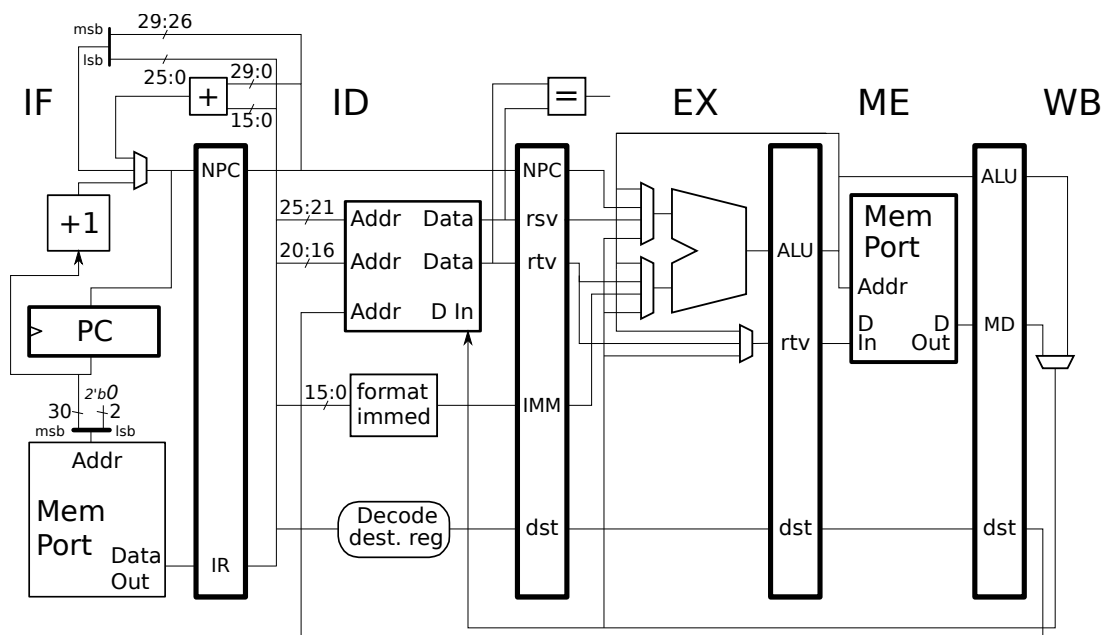 29:26
msb
lsb
25:0
29:0
15:0
+
=
IF
ID
EX
ME
WB
NPC
NPC
ALU
+1
25:21
Addr
Data
rsv
20:16
Addr
Data
rtv
Addr
D In
ALU
Mem
Port
Addr
D
In
D
Out
MD
PC
rtv
15:0
format
immed
IMM
2'b0
30
2
msb
lsb
Addr
Mem
Port
Data
Out
IR
Decode
dest. reg
dst
dst
dst